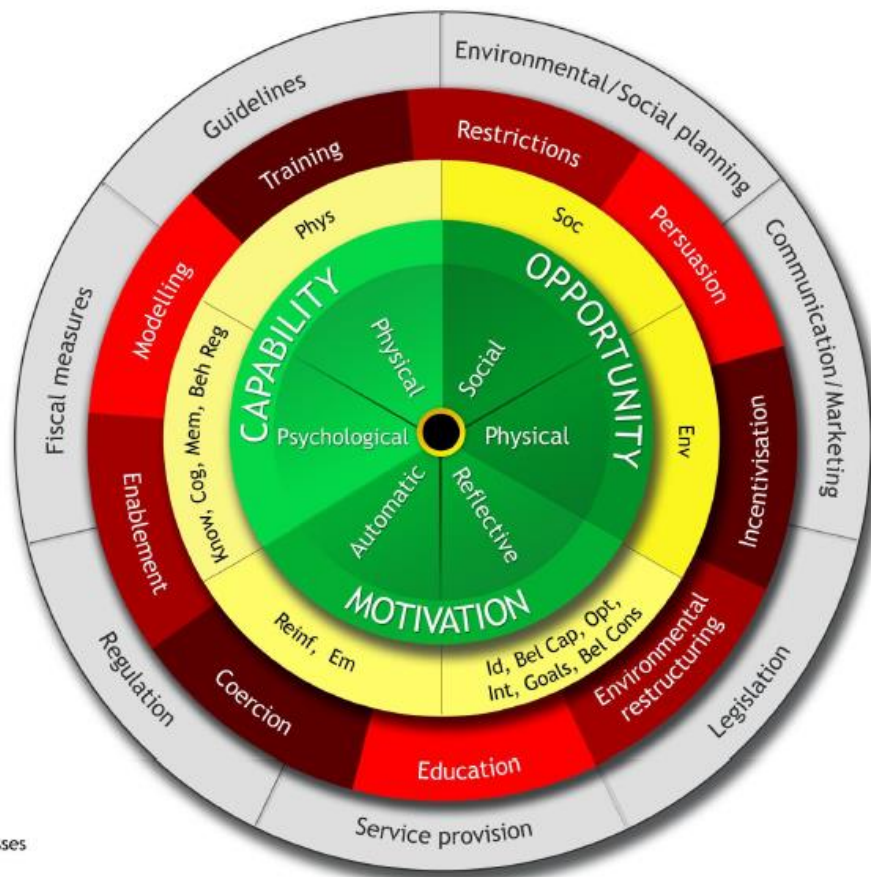 Environmental/Social planning
Communication/Marketing
Legislation
Service provision
Regulation
Fiscal measures
Guidelines
Restrictions
Persuasion
Incentivisation
Environmental
restructuring
Education
Coercion
Enablement
Modelling
Training
Soc
Env
Id, Bel Cap, Opt,
Int, Goals, Bel Cons
Reinf, Em
Know, Cog, Mem, Beh Reg
Phys
CAPABILITY
OPPORTUNITY
MOTIVATION
Physical
Social
Psychological
Physical
Automatic
Reflective